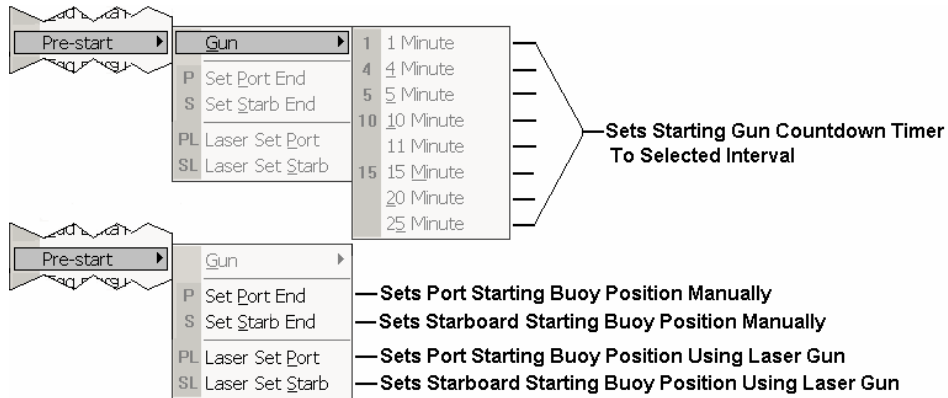 Pre-start
Gun
P Set Port End
S Set Starb End
PL Laser Set Port
SL Laser Set Starb
1 1 Minute
4 4 Minute
5 5 Minute
10 10 Minute
11 Minute
15 15 Minute
20 Minute
25 Minute
Sets Starting Gun Countdown Timer
To Selected Interval
Pre-start
Gun
P Set Port End
Sets Port Starting Buoy Position Manually
S Set Starb End
Sets Starboard Starting Buoy Position Manually
PL Laser Set Port
Sets Port Starting Buoy Position Using Laser Gun
SL Laser Set Starb
Sets Starboard Starting Buoy Position Using Laser Gun